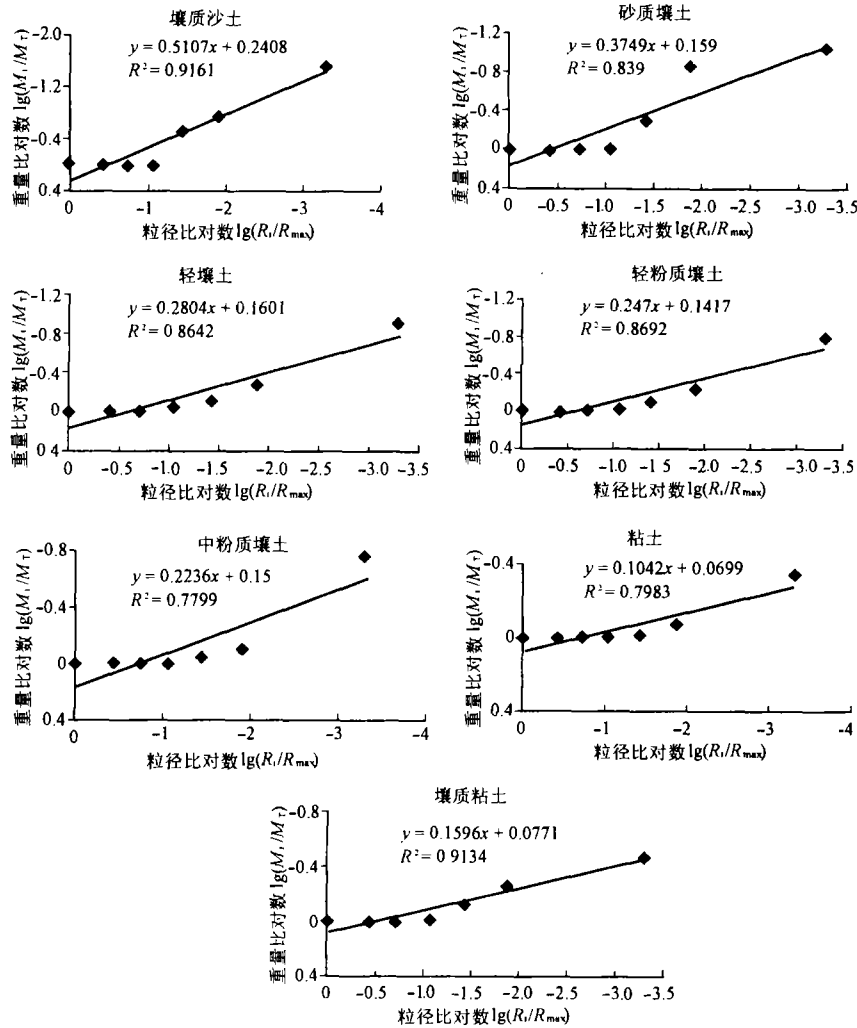 壤质沙土
y = 0.5107x + 0.2408
R² = 0.9161
重量比对数 lg(Mᵢ/M_T)
-2.0
-1.2
-0.4
0.4
0 -1 -2 -3 -4
粒径比对数 lg(Rᵢ/Rmax)
砂质壤土
y = 0.3749x + 0.159
R² = 0.839
重量比对数 lg(Mᵢ/M_T)
-1.2
-0.8
-0.4
0
0.4
0 -0.5 -1.0 -1.5 -2.0 -2.5 -3.0 -3.5
粒径比对数 lg(Rᵢ/Rmax)
轻壤土
y = 0.2804x + 0.1601
R² = 0 8642
重量比对数 lg(Mᵢ/M_T)
-1.2
-0.8
-0.4
0
0.4
0 -0.5 -1.0 -1.5 -2.0 -2.5 -3.0 -3.5
粒径比对数 lg(Rᵢ/Rmax)
轻粉质壤土
y = 0.247x + 0.1417
R² = 0.8692
重量比对数 lg(Mᵢ/M_T)
-1.2
-0.8
-0.4
0
0.4
0 -0.5 -1.0 -1.5 -2.0 -2.5 -3.0 -3.5
粒径比对数 lg(Rᵢ/Rmax)
中粉质壤土
y = 0.2236x + 0.15
R² = 0.7799
重量比对数 lg(Mᵢ/M_T)
-0.8
-0.4
0
0.4
0 -1 -2 -3 -4
粒径比对数 lg(Rᵢ/Rmax)
粘土
y = 0.1042x + 0.0699
R² = 0.7983
重量比对数 lg(Mᵢ/M_T)
-0.4
0
0.4
0 -1 -2 -3 -4
粒径比对数 lg(Rᵢ/Rmax)
壤质粘土
y = 0.1596x + 0.0771
R² = 0 9134
重量比对数 lg(Mᵢ/M_T)
-0.8
-0.4
0
0.4
0 -0.5 -1.0 -1.5 -2.0 -2.5 -3.0 -3.5
粒径比对数 lg(Rᵢ/Rmax)